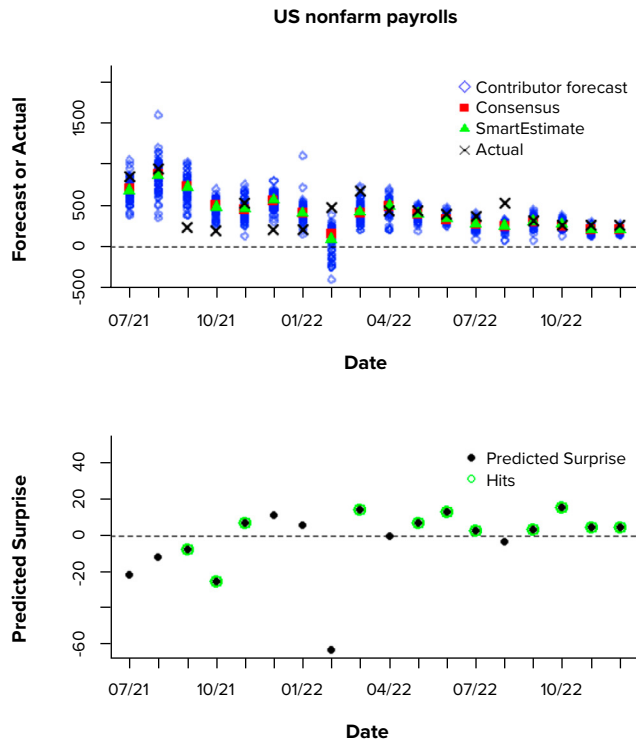 US nonfarm payrolls
Forecast or Actual
1500
500
0
-500
Contributor forecast
Consensus
SmartEstimate
Actual
07/21
10/21
01/22
04/22
07/22
10/22
Date
Predicted Surprise
40
20
0
-20
-60
Predicted Surprise
Hits
07/21
10/21
01/22
04/22
07/22
10/22
Date